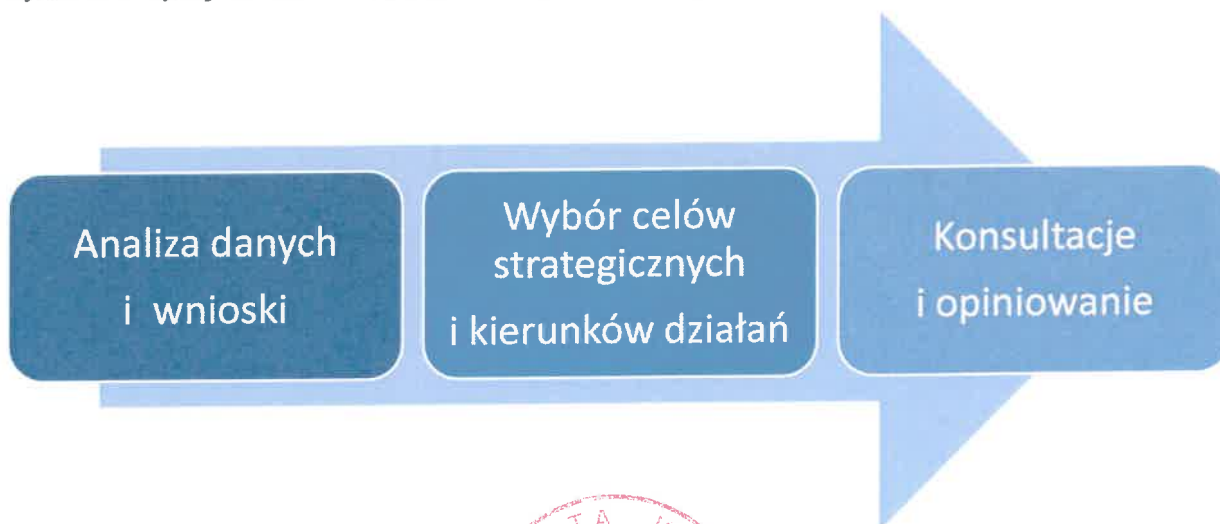 Analiza danych
i wnioski
Wybór celów
strategicznych
i kierunków działań
Konsultacje
i opiniowanie